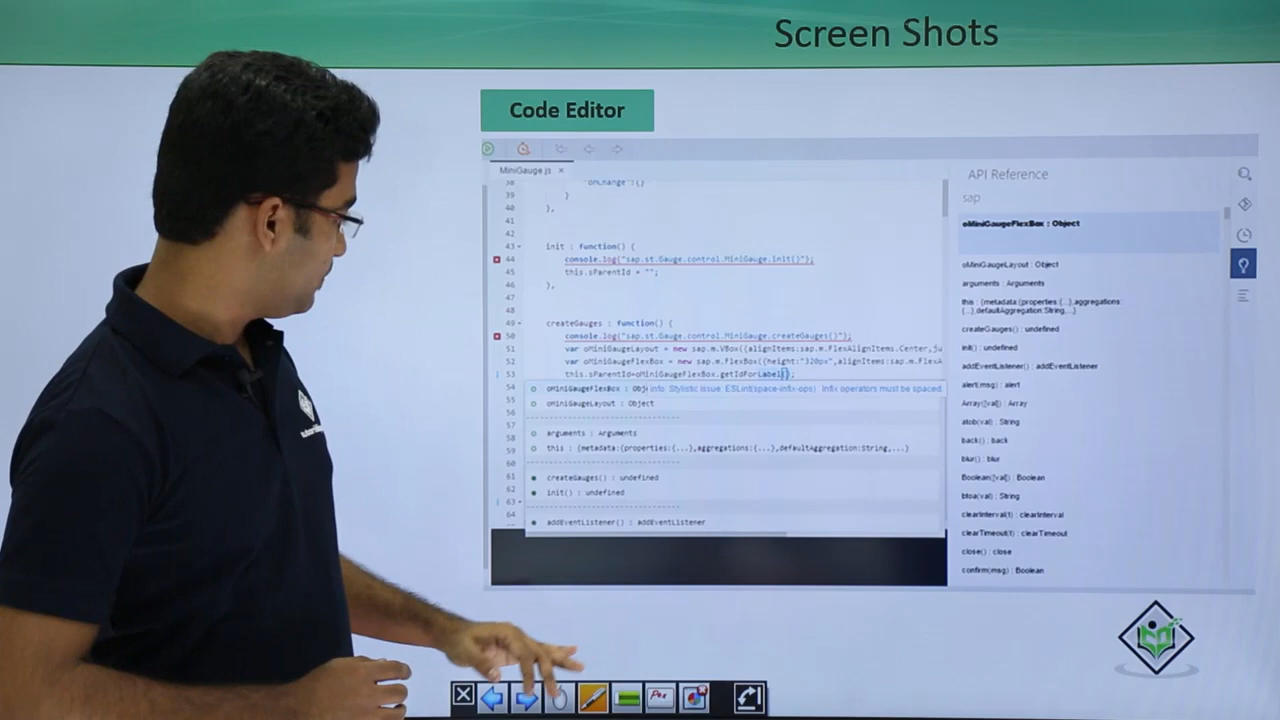 Screen Shots
Code Editor
MiniGauge.js ×
38 "onChange":{}
39 }
40 },
41
42
43 init : function() {
44 console.log("sap.st.Gauge.control.MiniGauge.init()");
45 this.sParentId = "";
46 },
47
48
49 createGauges : function() {
50 console.log("sap.st.Gauge.control.MiniGauge.createGauges()");
51 var oMiniGaugeLayout = new sap.m.VBox({alignItems:sap.m.FlexAlignItems.Center,ju
52 var oMiniGaugeFlexBox = new sap.m.FlexBox({height:"320px",alignItems:sap.m.FlexA
53 this.sParentId=oMiniGaugeFlexBox.getIdForLabel();
54 oMiniGaugeFlexBox : Obje info: Stylistic issue. ESLint(space-infix-ops) : Infix operators must be spaced.
55 oMiniGaugeLayout : Object
56
57 arguments : Arguments
58
59 this : {metadata:{properties:{...},aggregations:{...},defaultAggregation:String,...}
60
61 createGauges() : undefined
62 init() : undefined
63
64 addEventListener() : addEventListener
API Reference
sap
oMiniGaugeFlexBox : Object
oMiniGaugeLayout : Object
arguments : Arguments
this : {metadata:{properties:{...},aggregations:
{...},defaultAggregation:String,...}
createGauges() : undefined
init() : undefined
addEventListener() : addEventListener
alert(msg) : alert
Array([val]) : Array
atob(val) : String
back() : back
blur() : blur
Boolean([val]) : Boolean
btoa(val) : String
clearInterval(t) : clearInterval
clearTimeout(t) : clearTimeout
close() : close
confirm(msg) : Boolean
Pen